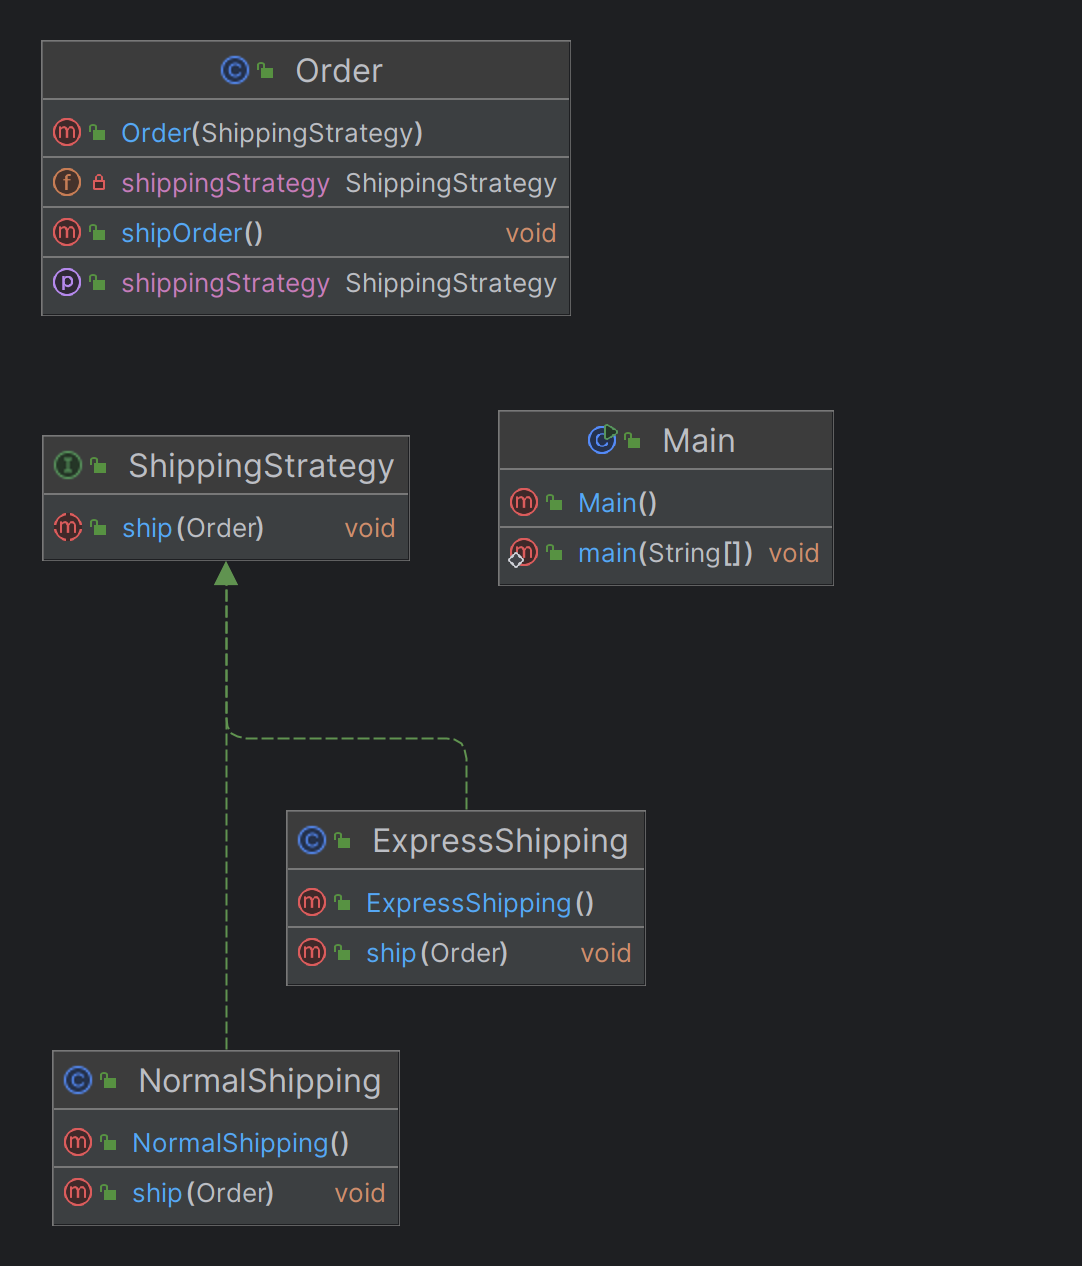 Order
Order(ShippingStrategy)
shippingStrategy ShippingStrategy
shipOrder() void
shippingStrategy ShippingStrategy
ShippingStrategy
ship(Order) void
Main
Main()
main(String[]) void
ExpressShipping
ExpressShipping()
ship(Order) void
NormalShipping
NormalShipping()
ship(Order) void